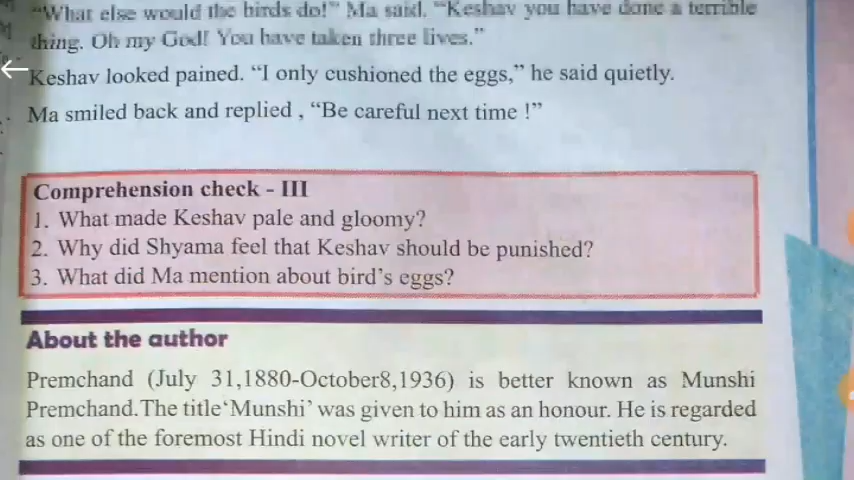 "What else would the birds do!" Ma said. "Keshav you have done a terrible
thing. Oh my God! You have taken three lives."
Keshav looked pained. "I only cushioned the eggs," he said quietly.
Ma smiled back and replied , "Be careful next time !"
Comprehension check - III
1. What made Keshav pale and gloomy?
2. Why did Shyama feel that Keshav should be punished?
3. What did Ma mention about bird's eggs?
About the author
Premchand (July 31,1880-October8,1936) is better known as Munshi
Premchand.The title'Munshi' was given to him as an honour. He is regarded
as one of the foremost Hindi novel writer of the early twentieth century.